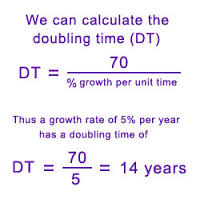 We can calculate the
doubling time (DT)
DT = 70
% growth per unit time
Thus a growth rate of 5% per year
has a doubling time of
DT = 70/5 = 14 years